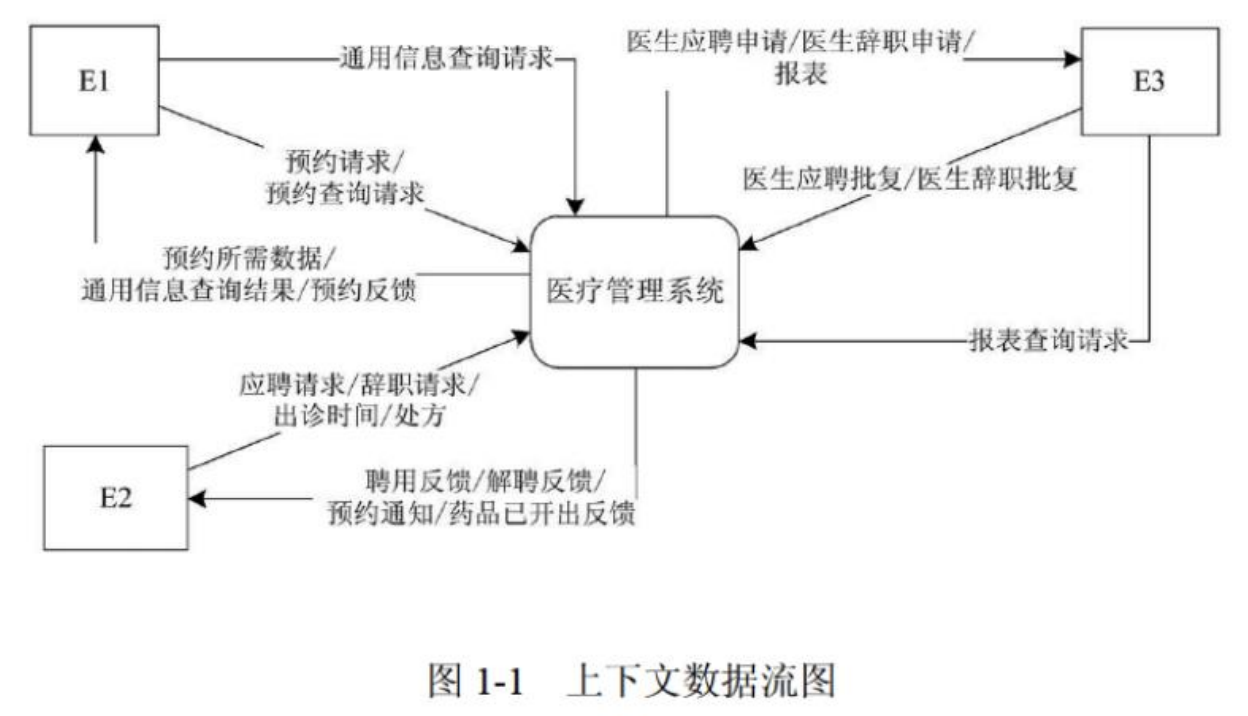 E1
通用信息查询请求
医生应聘申请/医生辞职申请/
报表
E3
预约请求/
预约查询请求
医生应聘批复/医生辞职批复
预约所需数据/
通用信息查询结果/预约反馈
医疗管理系统
报表查询请求
应聘请求/辞职请求/
出诊时间/处方
E2
聘用反馈/解聘反馈/
预约通知/药品已开出反馈
图 1-1 上下文数据流图